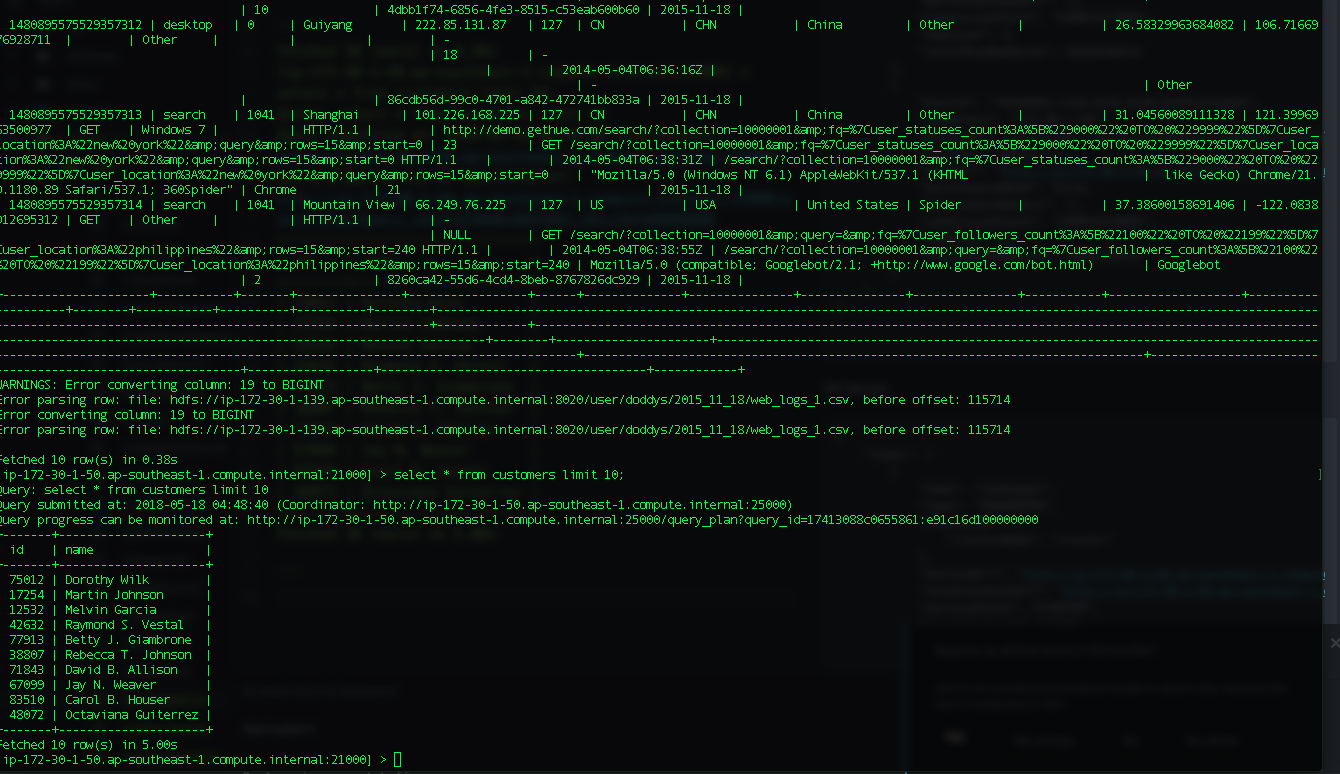 | 10 | 4dbb1f74-6856-4fe3-8515-c53eab600b60 | 2015-11-18 |
1480895575529357312 | desktop | 0 | Guiyang | 222.85.131.87 | 127 | CN | CHN | China | Other | | 26.58329963684082 | 106.71669
76928711 | | Other | | | | -
| 18 | -
| | 2014-05-04T06:36:16Z |
| - | Other
| | 86cdb56d-99c0-4701-a842-472741bb833a | 2015-11-18 |
1480895575529357313 | search | 1041 | Shanghai | 101.226.168.225 | 127 | CN | CHN | China | Other | | 31.04560089111328 | 121.39969
63500977 | GET | Windows 7 | | HTTP/1.1 | | http://demo.gethue.com/search/?collection=10000001&amp;fq=%7Cuser_statuses_count%3A%5B%229000%22%20TO%20%229999%22%5D%7Cuser_
location%3A%22new%20york%22&amp;query&amp;rows=15&amp;start=0 | 23 | GET /search/?collection=10000001&amp;fq=%7Cuser_statuses_count%3A%5B%229000%22%20TO%20%229999%22%5D%7Cuser_loca
tion%3A%22new%20york%22&amp;query&amp;rows=15&amp;start=0 HTTP/1.1 | | 2014-05-04T06:38:31Z | /search/?collection=10000001&amp;fq=%7Cuser_statuses_count%3A%5B%229000%22%20TO%20%22
9999%22%5D%7Cuser_location%3A%22new%20york%22&amp;query&amp;rows=15&amp;start=0 | "Mozilla/5.0 (Windows NT 6.1) AppleWebKit/537.1 (KHTML | like Gecko) Chrome/21.
0.1180.89 Safari/537.1; 360Spider" | Chrome | 21 | 2015-11-18 |
1480895575529357314 | search | 1041 | Mountain View | 66.249.76.225 | 127 | US | USA | United States | Spider | | 37.38600158691406 | -122.0838
012695312 | GET | Other | | HTTP/1.1 | | -
| NULL | GET /search/?collection=10000001&amp;query=&amp;fq=%7Cuser_followers_count%3A%5B%22100%22%20TO%20%22199%22%5D%7
Cuser_location%3A%22philippines%22&amp;rows=15&amp;start=240 HTTP/1.1 | | 2014-05-04T06:38:55Z | /search/?collection=10000001&amp;query=&amp;fq=%7Cuser_followers_count%3A%5B%22100%22
%20TO%20%22199%22%5D%7Cuser_location%3A%22philippines%22&amp;rows=15&amp;start=240 | Mozilla/5.0 (compatible; Googlebot/2.1; +http://www.google.com/bot.html) | Googlebot
| 2 | 8260ca42-55d6-4cd4-8beb-8767826dc929 | 2015-11-18 |
WARNINGS: Error converting column: 19 to BIGINT
Error parsing row: file: hdfs://ip-172-30-1-139.ap-southeast-1.compute.internal:8020/user/doddys/2015_11_18/web_logs_1.csv, before offset: 115714
Error converting column: 19 to BIGINT
Error parsing row: file: hdfs://ip-172-30-1-139.ap-southeast-1.compute.internal:8020/user/doddys/2015_11_18/web_logs_1.csv, before offset: 115714
Fetched 10 row(s) in 0.38s
ip-172-30-1-50.ap-southeast-1.compute.internal:21000] > select * from customers limit 10; ]
Query: select * from customers limit 10
Query submitted at: 2018-05-18 04:48:40 (Coordinator: http://ip-172-30-1-50.ap-southeast-1.compute.internal:25000)
Query progress can be monitored at: http://ip-172-30-1-50.ap-southeast-1.compute.internal:25000/query_plan?query_id=17413088c0655861:e91c16d100000000
-------+---------------------+
id | name |
-------+---------------------+
75012 | Dorothy Wilk |
17254 | Martin Johnson |
12532 | Melvin Garcia |
42632 | Raymond S. Vestal |
77913 | Betty J. Giambrone |
38807 | Rebecca T. Johnson |
71843 | David B. Allison |
67099 | Jay N. Weaver |
83510 | Carol B. Houser |
48072 | Octaviana Guiterrez |
-------+---------------------+
Fetched 10 row(s) in 5.00s
ip-172-30-1-50.ap-southeast-1.compute.internal:21000] >